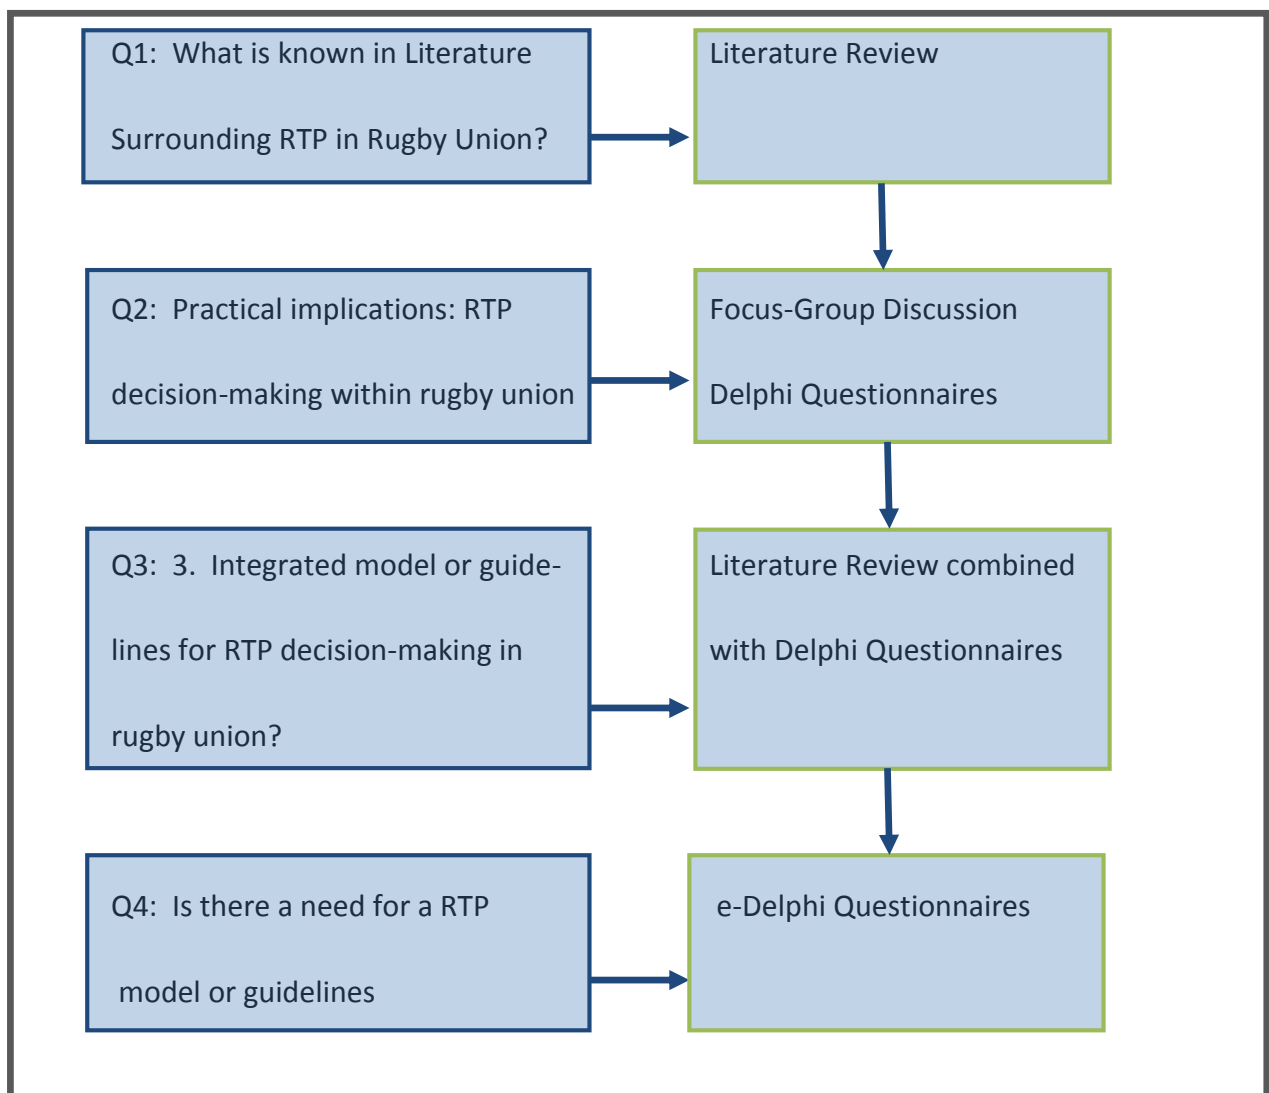 Q1:  What is known in Literature
Surrounding RTP in Rugby Union?
Literature Review
Q2:  Practical implications: RTP
decision-making within rugby union
Focus-Group Discussion
Delphi Questionnaires
Q3:  3.  Integrated model or guide-
lines for RTP decision-making in
rugby union?
Literature Review combined
with Delphi Questionnaires
Q4:  Is there a need for a RTP
model or guidelines
e-Delphi Questionnaires